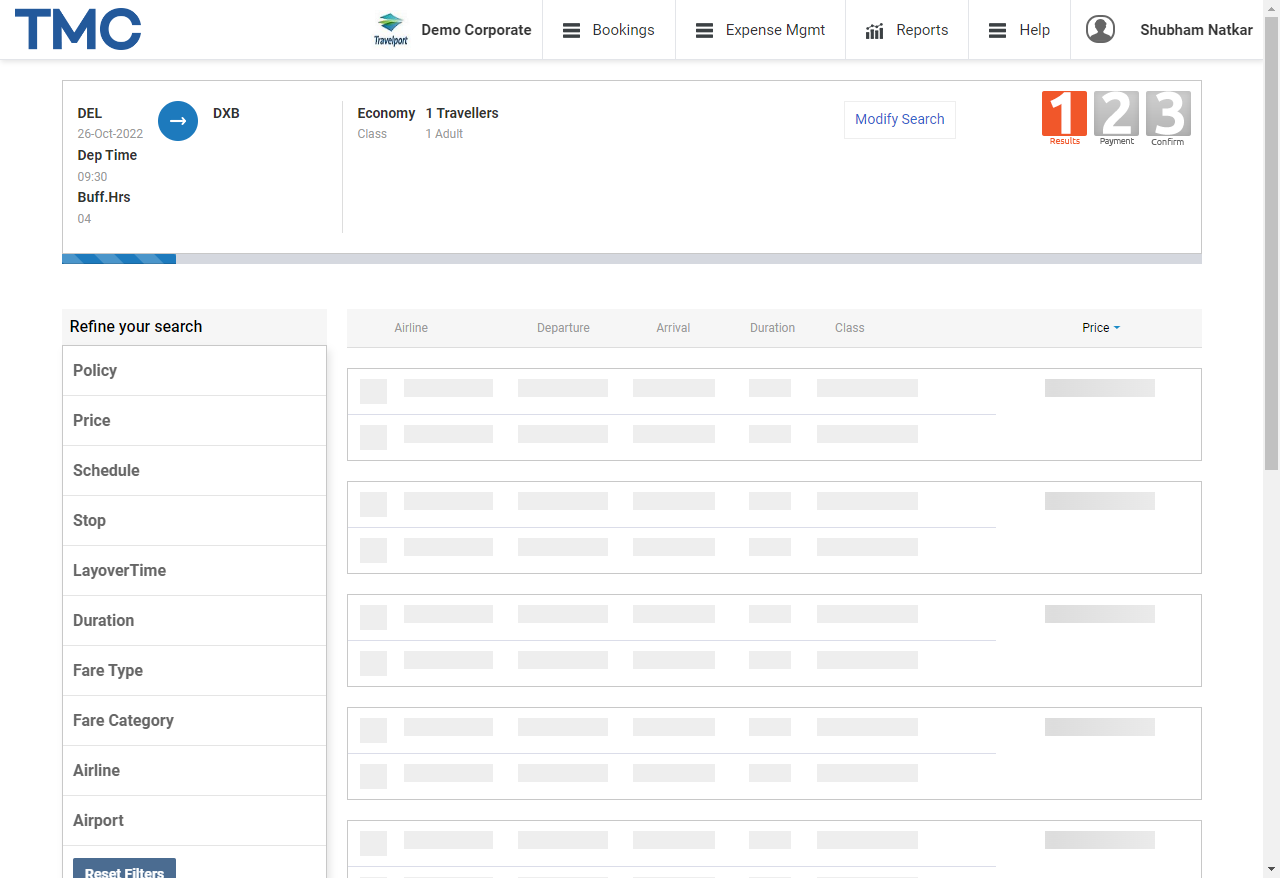 TMC
Travelport
Demo Corporate
Bookings
Expense Mgmt
Reports
Help
Shubham Natkar
DEL
26-Oct-2022
Dep Time
09:30
Buff.Hrs
04
DXB
Economy
Class
1 Travellers
1 Adult
Modify Search
1
Results
2
Payment
3
Confirm
Refine your search
Policy
Price
Schedule
Stop
LayoverTime
Duration
Fare Type
Fare Category
Airline
Airport
Reset Filters
Airline Departure Arrival Duration Class Price